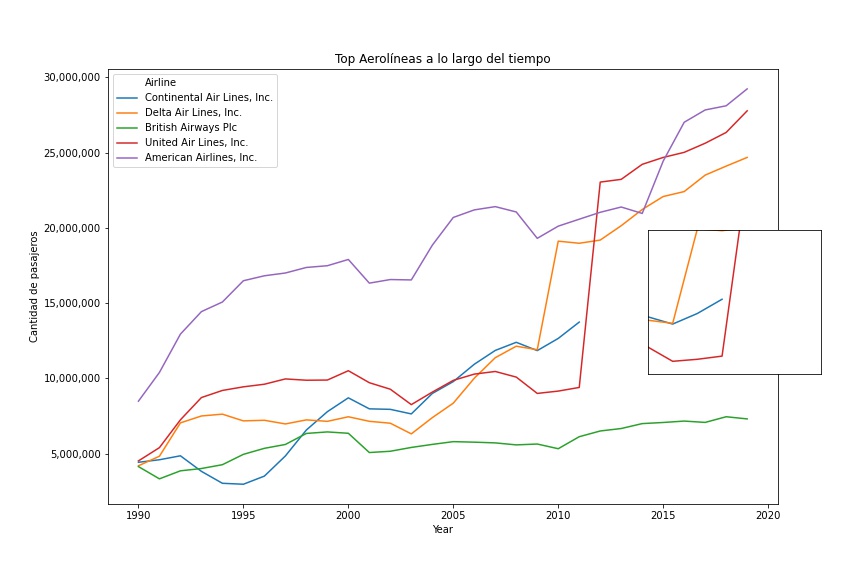 Top Aerolíneas a lo largo del tiempo
30,000,000
25,000,000
20,000,000
15,000,000
10,000,000
5,000,000
Cantidad de pasajeros
Airline
Continental Air Lines, Inc.
Delta Air Lines, Inc.
British Airways Plc
United Air Lines, Inc.
American Airlines, Inc.
1990
1995
2000
2005
2010
2015
2020
Year